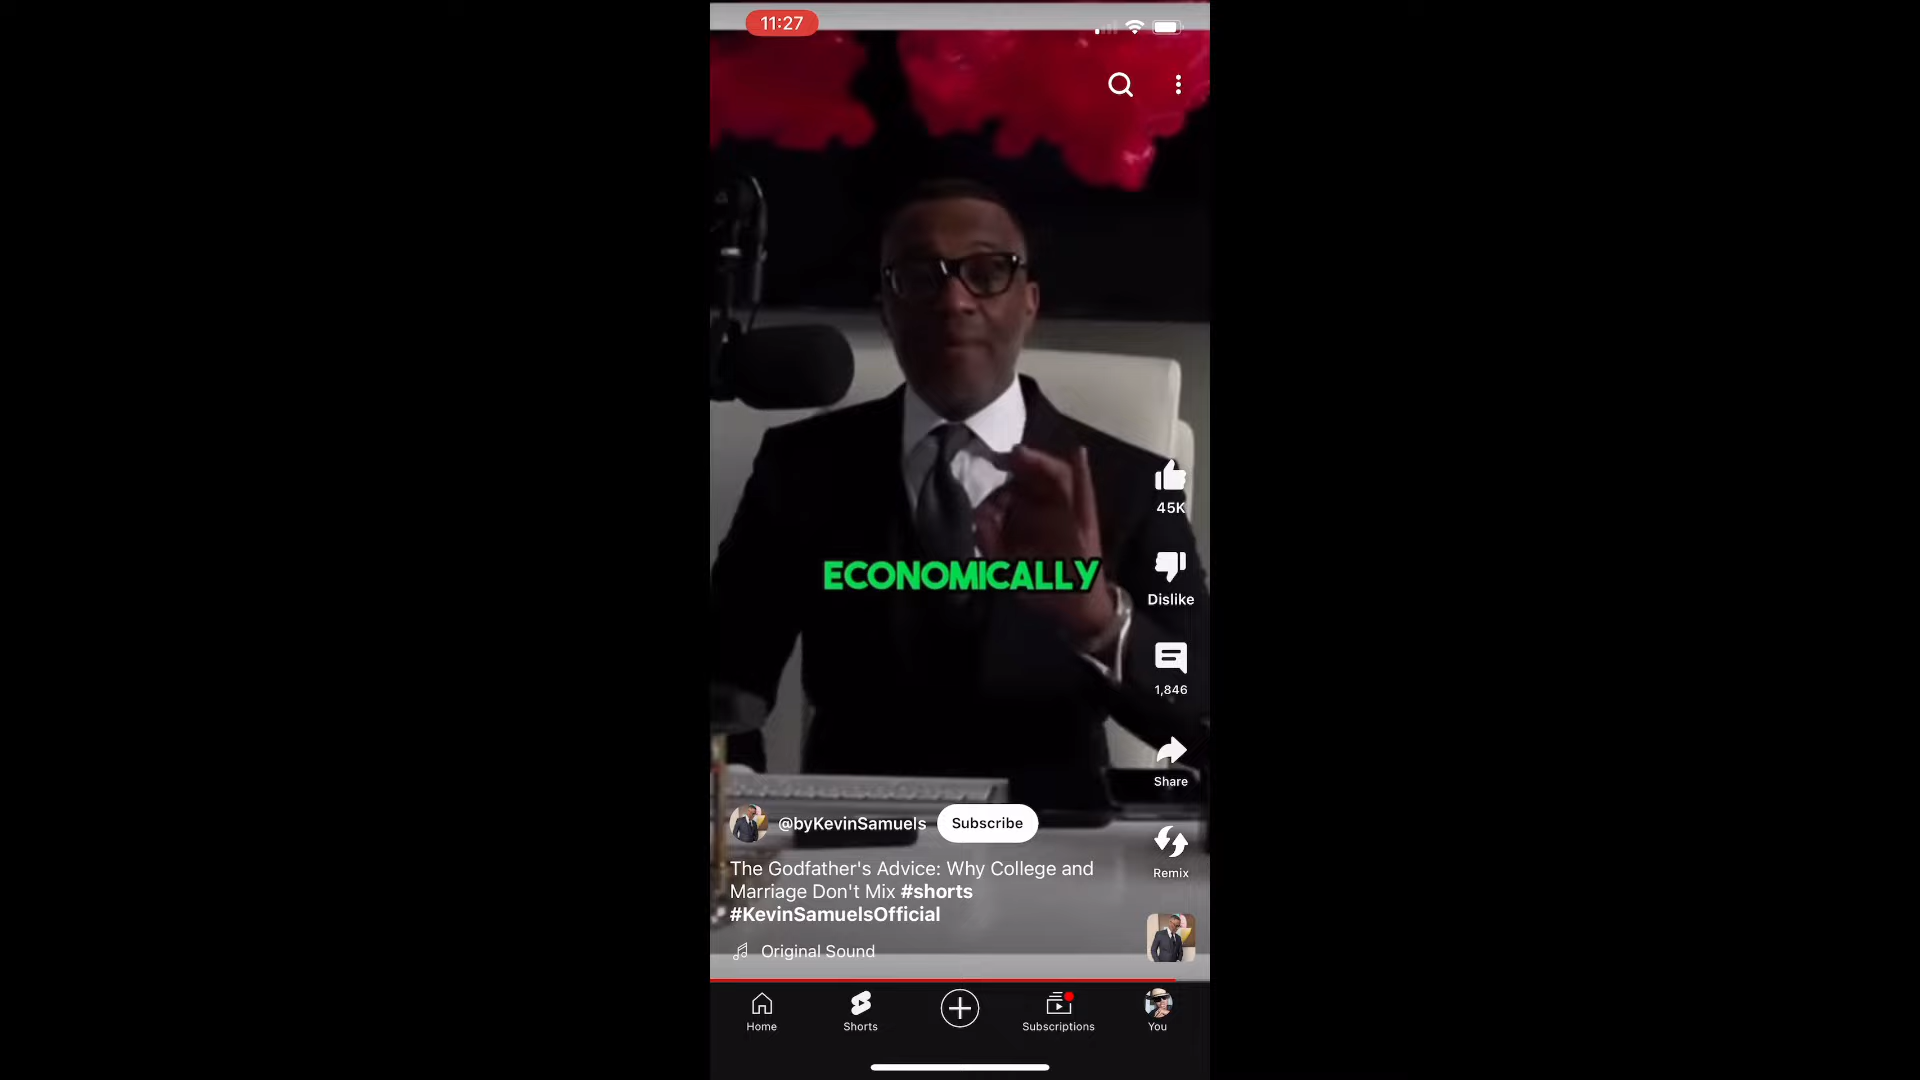 11:27
ECONOMICALLY
45K
Dislike
1,846
Share
Remix
@byKevinSamuels
Subscribe
The Godfather's Advice: Why College and
Marriage Don't Mix #shorts
#KevinSamuelsOfficial
Original Sound
Home
Shorts
Subscriptions
You